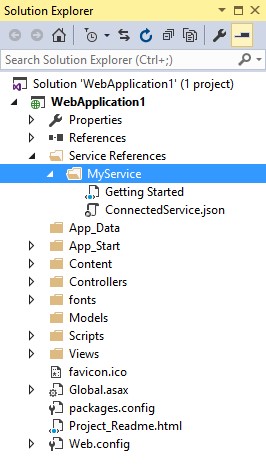 Solution Explorer
Search Solution Explorer (Ctrl+;)
Solution 'WebApplication1' (1 project)
WebApplication1
Properties
References
Service References
MyService
Getting Started
ConnectedService.json
App_Data
App_Start
Content
Controllers
fonts
Models
Scripts
Views
favicon.ico
Global.asax
packages.config
Project_Readme.html
Web.config